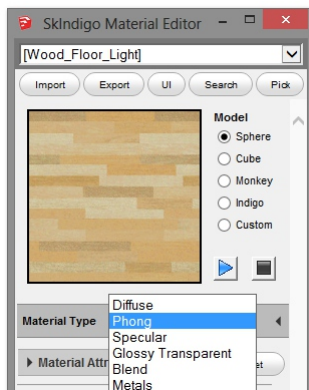 SkIndigo Material Editor
[Wood_Floor_Light]
Import Export UI Search Pick
Model
Sphere
Cube
Monkey
Indigo
Custom
Diffuse
Material Type Phong
Specular
Glossy Transparent
Material Attr
Blend
Metals